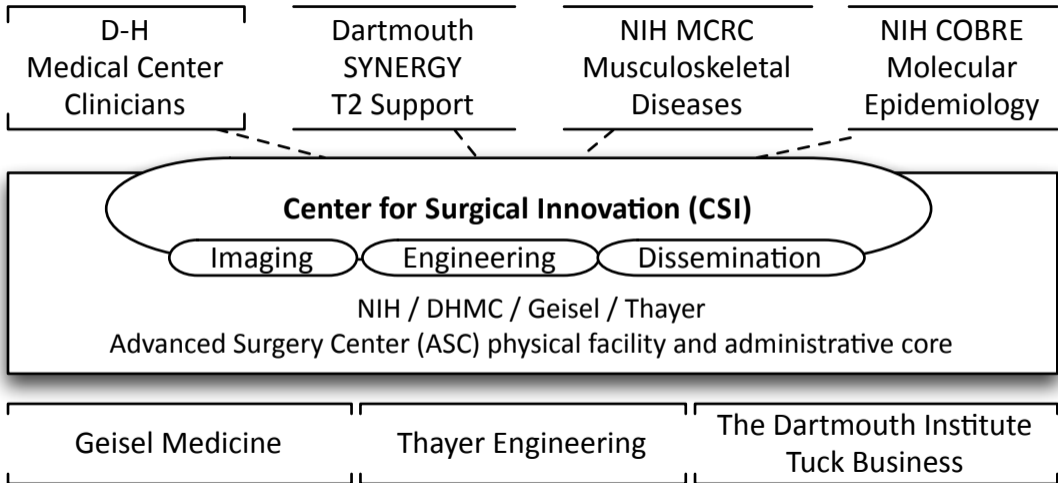 D-H
Medical Center
Clinicians
Dartmouth
SYNERGY
T2 Support
NIH MCRC
Musculoskeletal
Diseases
NIH COBRE
Molecular
Epidemiology
Center for Surgical Innovation (CSI)
Imaging
Engineering
Dissemination
NIH / DHMC / Geisel / Thayer
Advanced Surgery Center (ASC) physical facility and administrative core
Geisel Medicine
Thayer Engineering
The Dartmouth Institute
Tuck Business